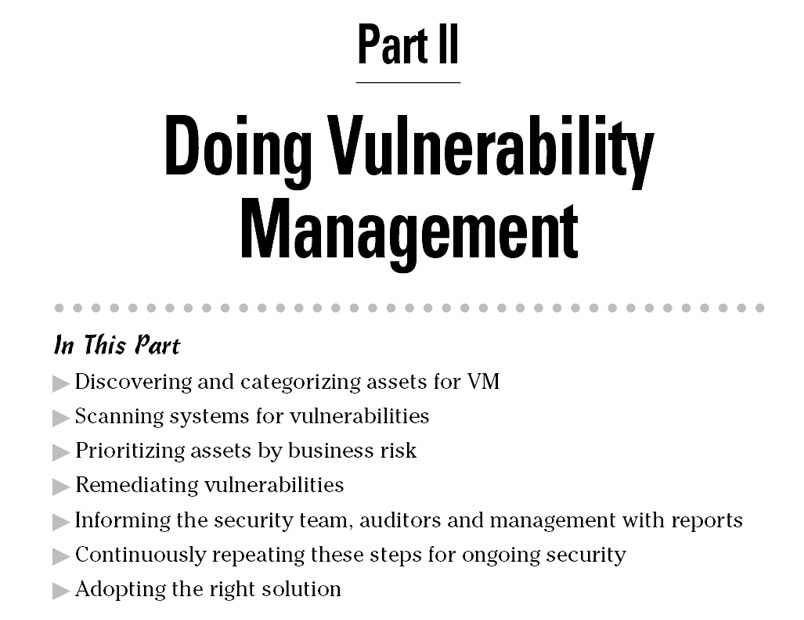 Part II
Doing Vulnerability
Management
In This Part
Discovering and categorizing assets for VM
Scanning systems for vulnerabilities
Prioritizing assets by business risk
Remediating vulnerabilities
Informing the security team, auditors and management with reports
Continuously repeating these steps for ongoing security
Adopting the right solution